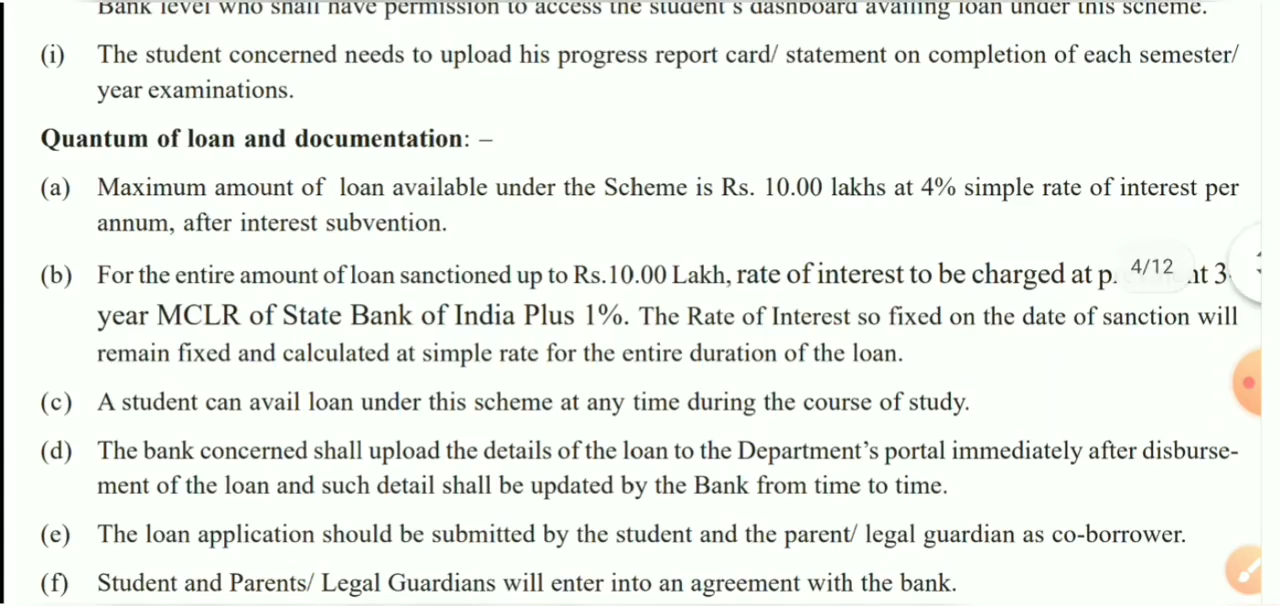 Bank level who shall have permission to access the student's dashboard availing loan under this scheme.
(i) The student concerned needs to upload his progress report card/ statement on completion of each semester/
year examinations.
Quantum of loan and documentation: –
(a) Maximum amount of loan available under the Scheme is Rs. 10.00 lakhs at 4% simple rate of interest per
annum, after interest subvention.
(b) For the entire amount of loan sanctioned up to Rs.10.00 Lakh, rate of interest to be charged at 3-
4/12
year MCLR of State Bank of India Plus 1%. The Rate of Interest so fixed on the date of sanction will
remain fixed and calculated at simple rate for the entire duration of the loan.
(c) A student can avail loan under this scheme at any time during the course of study.
(d) The bank concerned shall upload the details of the loan to the Department's portal immediately after disburse-
ment of the loan and such detail shall be updated by the Bank from time to time.
(e) The loan application should be submitted by the student and the parent/ legal guardian as co-borrower.
(f) Student and Parents/ Legal Guardians will enter into an agreement with the bank.